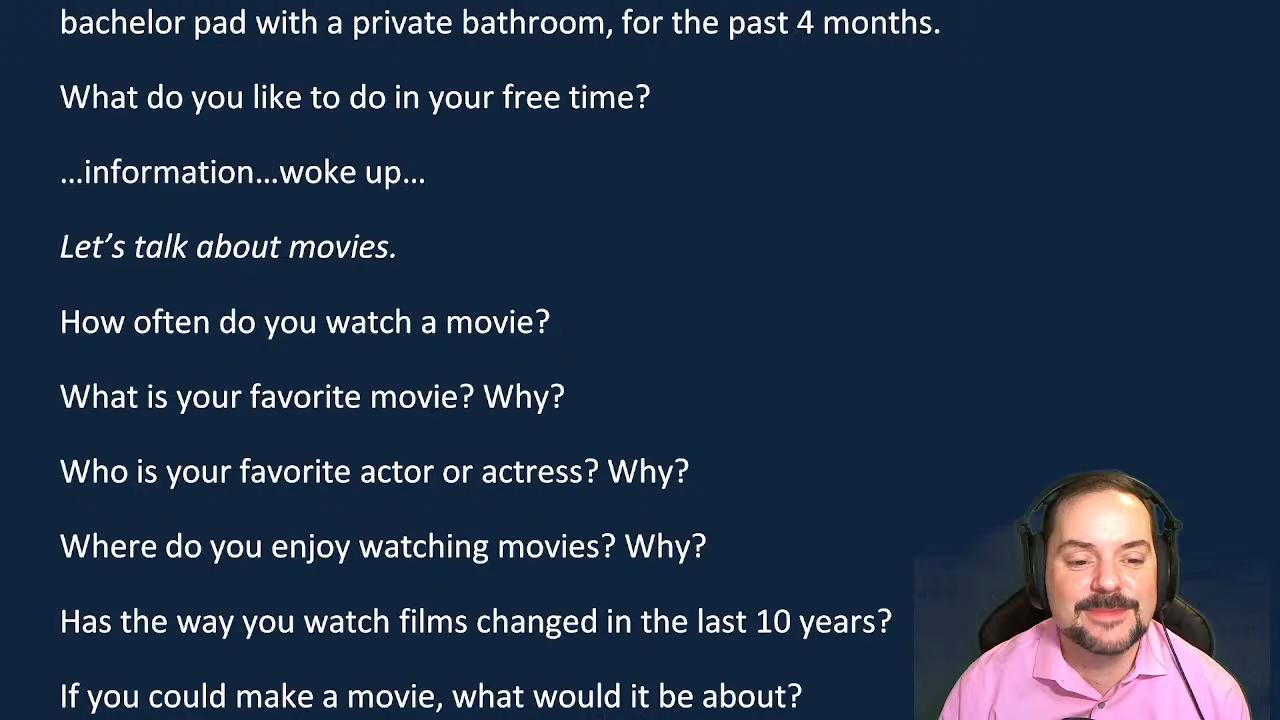 bachelor pad with a private bathroom, for the past 4 months.
What do you like to do in your free time?
...information...woke up...
Let's talk about movies.
How often do you watch a movie?
What is your favorite movie? Why?
Who is your favorite actor or actress? Why?
Where do you enjoy watching movies? Why?
Has the way you watch films changed in the last 10 years?
If you could make a movie, what would it be about?